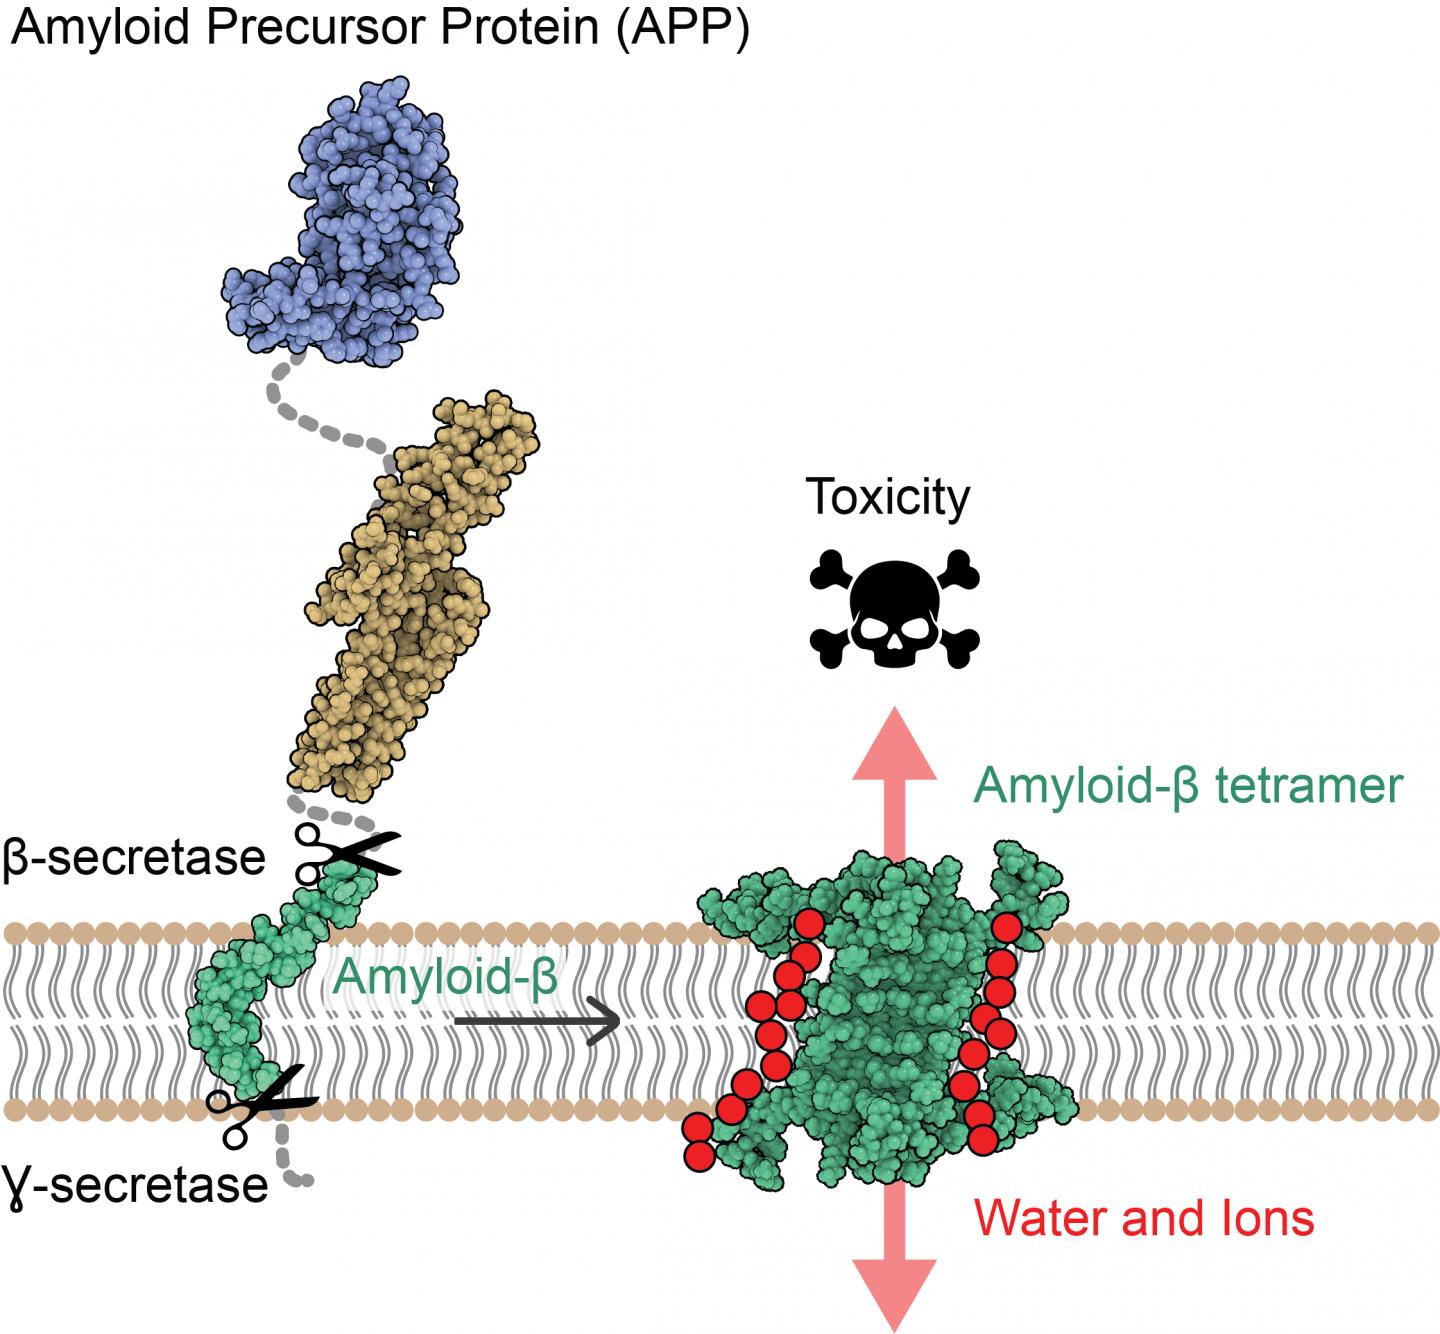 Amyloid Precursor Protein (APP)
Toxicity
Amyloid-β tetramer
β-secretase
Amyloid-β
Ɣ-secretase
Water and Ions